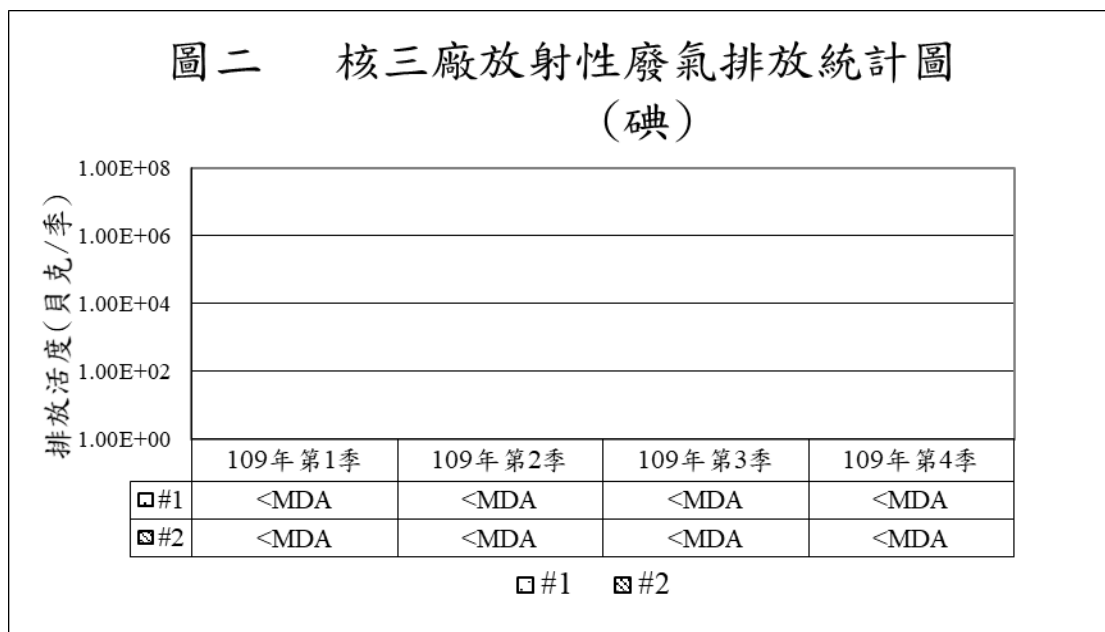 圖二 核三廠放射性廢氣排放統計圖
(碘)
排放活度(貝克/季)
1.00E+08
1.00E+06
1.00E+04
1.00E+02
1.00E+00
109年第1季 109年第2季 109年第3季 109年第4季
#1 <MDA <MDA <MDA <MDA
#2 <MDA <MDA <MDA <MDA
#1 #2